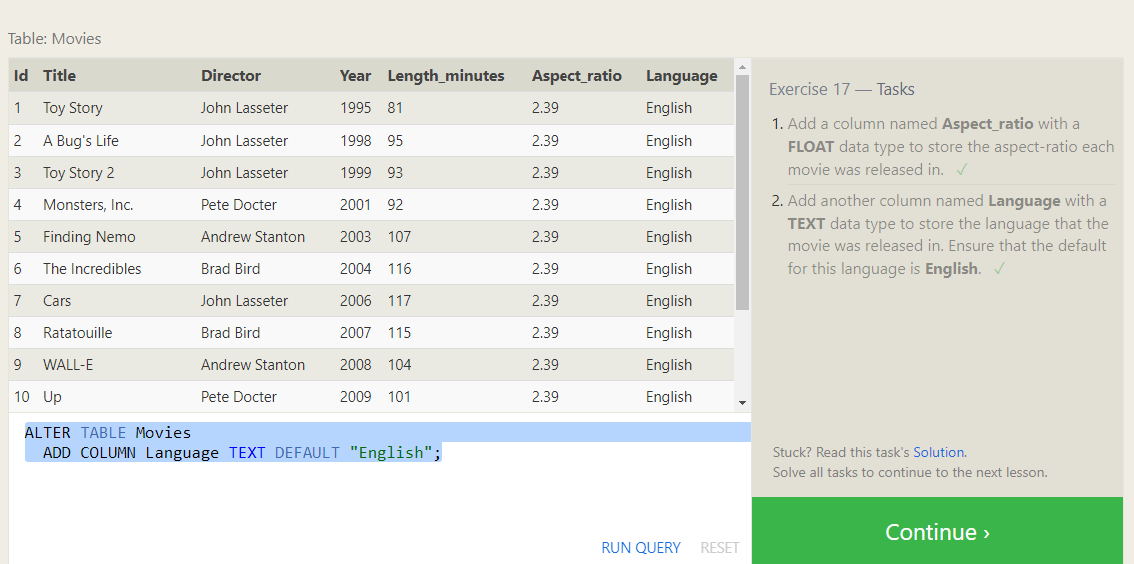 Table: Movies
Id Title Director Year Length_minutes Aspect_ratio Language
1 Toy Story John Lasseter 1995 81 2.39 English
2 A Bug's Life John Lasseter 1998 95 2.39 English
3 Toy Story 2 John Lasseter 1999 93 2.39 English
4 Monsters, Inc. Pete Docter 2001 92 2.39 English
5 Finding Nemo Andrew Stanton 2003 107 2.39 English
6 The Incredibles Brad Bird 2004 116 2.39 English
7 Cars John Lasseter 2006 117 2.39 English
8 Ratatouille Brad Bird 2007 115 2.39 English
9 WALL-E Andrew Stanton 2008 104 2.39 English
10 Up Pete Docter 2009 101 2.39 English
ALTER TABLE Movies
ADD COLUMN Language TEXT DEFAULT "English";
RUN QUERY RESET
Exercise 17 — Tasks
1. Add a column named Aspect_ratio with a
FLOAT data type to store the aspect-ratio each
movie was released in. ✓
2. Add another column named Language with a
TEXT data type to store the language that the
movie was released in. Ensure that the default
for this language is English. ✓
Stuck? Read this task's Solution.
Solve all tasks to continue to the next lesson.
Continue ›